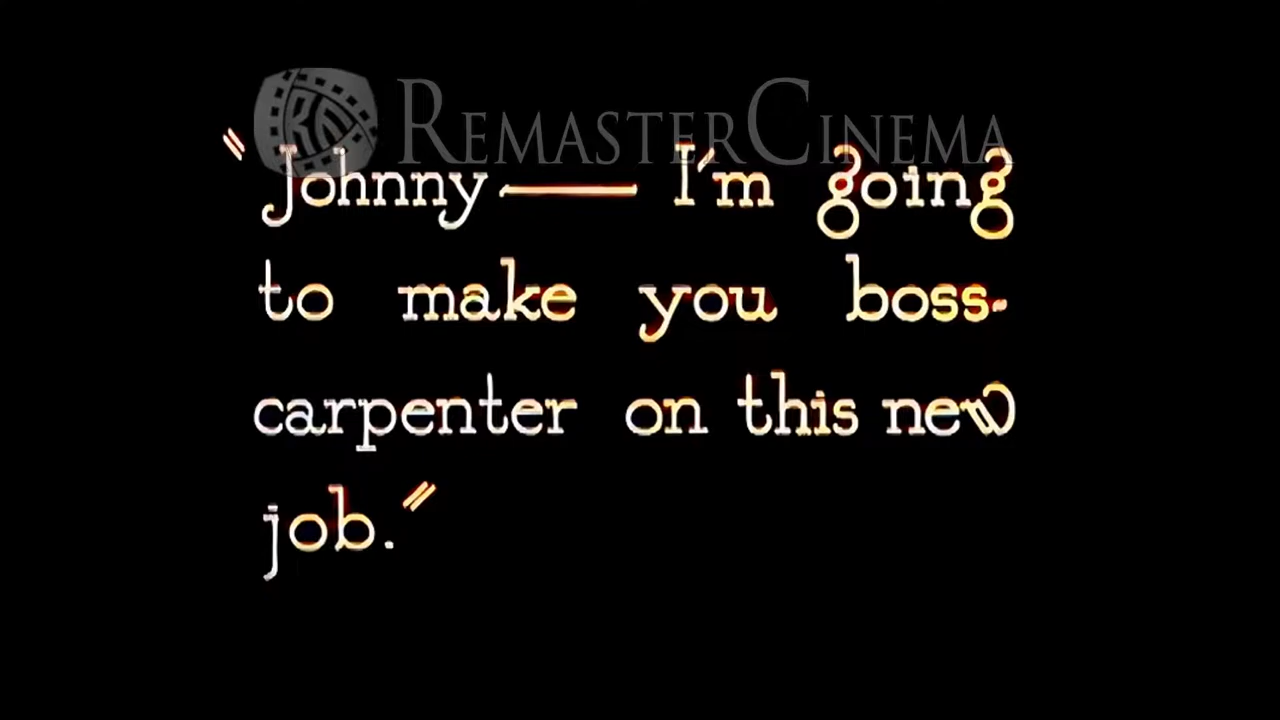 REMASTERCINEMA
"Johnny— I'm going
to make you boss-
carpenter on this new
job."